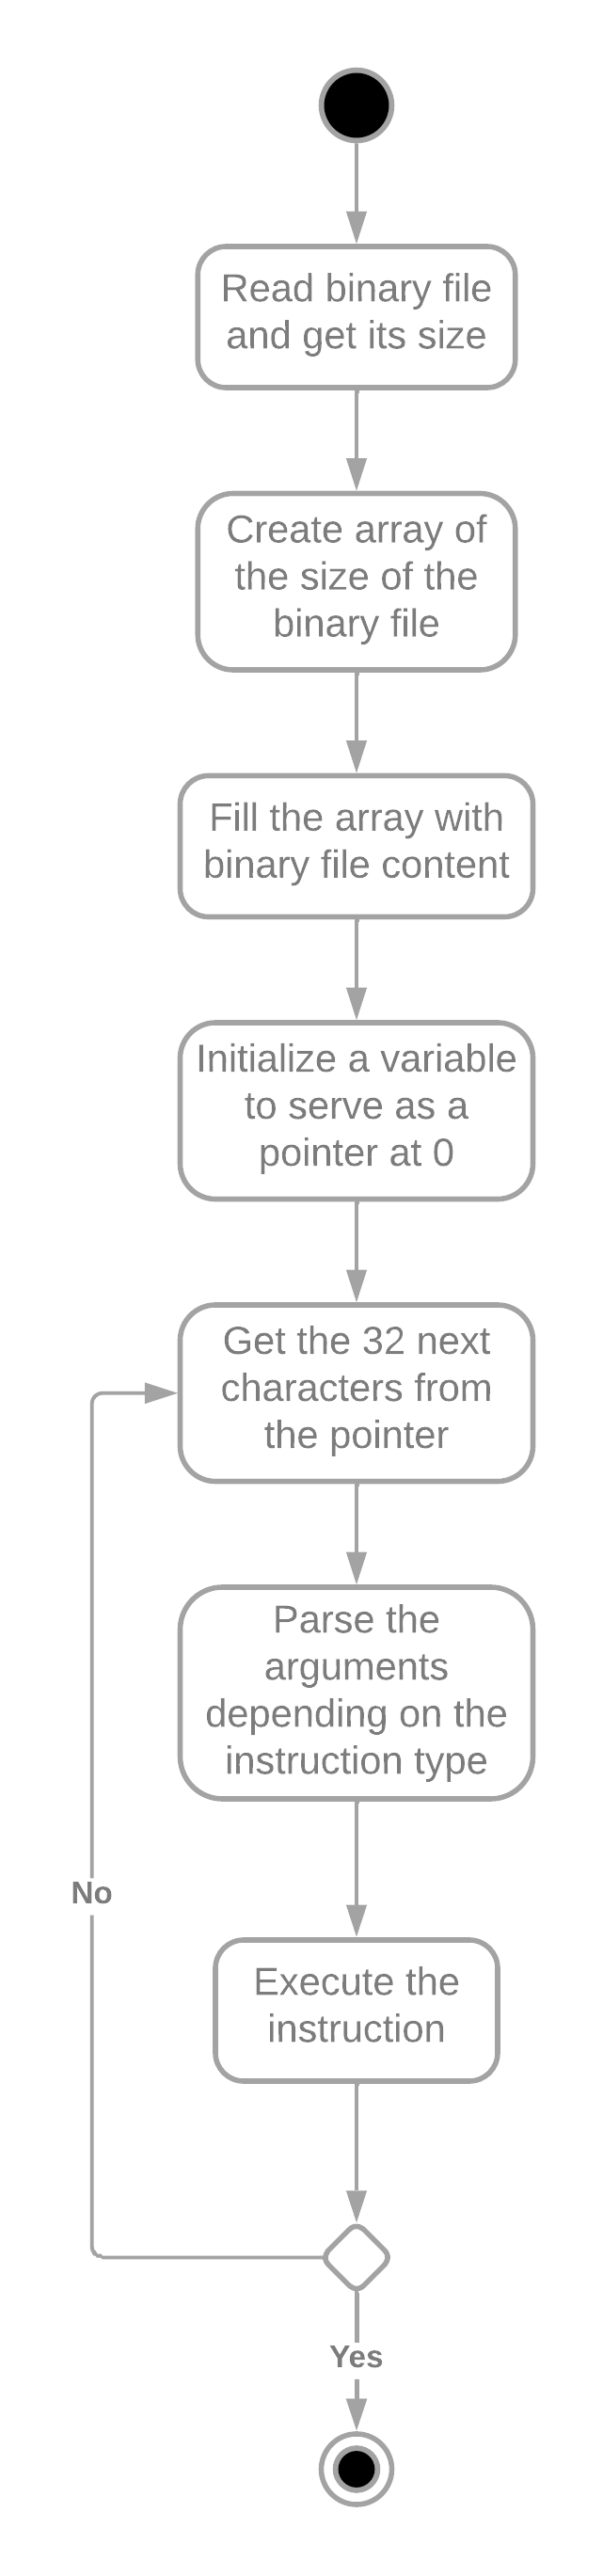 Read binary file
and get its size
Create array of
the size of the
binary file
Fill the array with
binary file content
Initialize a variable
to serve as a
pointer at 0
Get the 32 next
characters from
the pointer
Parse the
arguments
depending on the
instruction type
No
Execute the
instruction
Yes